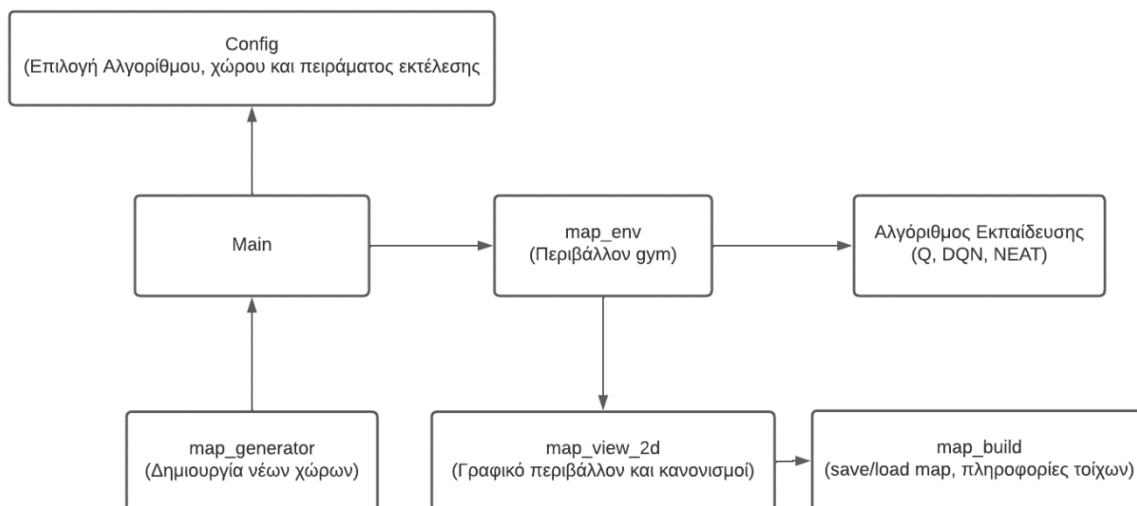 Config
(Επιλογή Αλγορίθμου, χώρου και πειράματος εκτέλεσης
Main
map_env
(Περιβάλλον gym)
Αλγόριθμος Εκπαίδευσης
(Q, DQN, NEAT)
map_generator
(Δημιουργία νέων χώρων)
map_view_2d
(Γραφικό περιβάλλον και κανονισμοί)
map_build
(save/load map, πληροφορίες τοίχων)